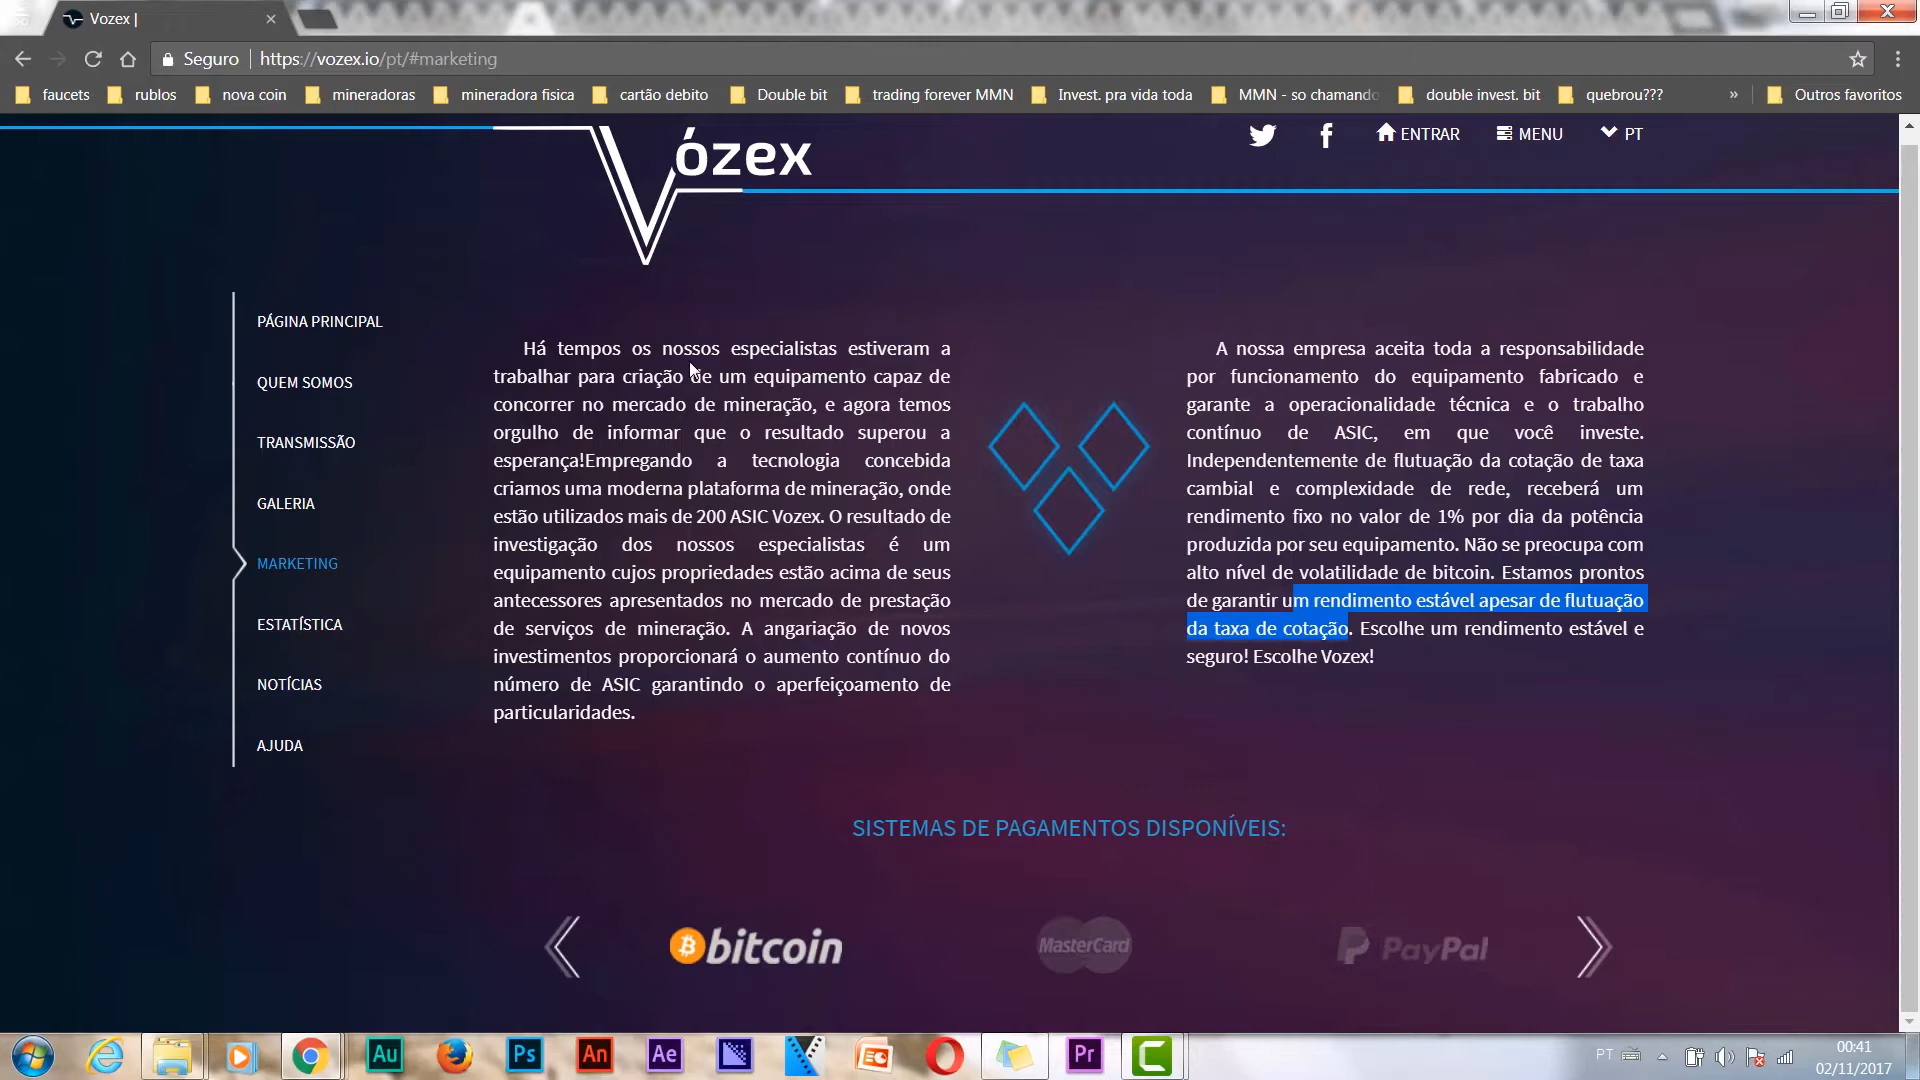 Vozex |
Seguro
https://vozex.io/pt/#marketing
faucets
rublos
nova coin
mineradoras
mineradora fisica
cartão debito
Double bit
trading forever MMN
Invest. pra vida toda
MMN - so chamando
double invest. bit
quebrou???
»
Outros favoritos
Vózex
ENTRAR
MENU
PT
PÁGINA PRINCIPAL
QUEM SOMOS
TRANSMISSÃO
GALERIA
MARKETING
ESTATÍSTICA
NOTÍCIAS
AJUDA
Há tempos os nossos especialistas estiveram a
trabalhar para criação de um equipamento capaz de
concorrer no mercado de mineração, e agora temos
orgulho de informar que o resultado superou a
esperança!Empregando a tecnologia concebida
criamos uma moderna plataforma de mineração, onde
estão utilizados mais de 200 ASIC Vozex. O resultado de
investigação dos nossos especialistas é um
equipamento cujos propriedades estão acima de seus
antecessores apresentados no mercado de prestação
de serviços de mineração. A angariação de novos
investimentos proporcionará o aumento contínuo do
número de ASIC garantindo o aperfeiçoamento de
particularidades.
A nossa empresa aceita toda a responsabilidade
por funcionamento do equipamento fabricado e
garante a operacionalidade técnica e o trabalho
contínuo de ASIC, em que você investe.
Independentemente de flutuação da cotação de taxa
cambial e complexidade de rede, receberá um
rendimento fixo no valor de 1% por dia da potência
produzida por seu equipamento. Não se preocupa com
alto nível de volatilidade de bitcoin. Estamos prontos
de garantir um rendimento estável apesar de flutuação
da taxa de cotação. Escolhe um rendimento estável e
seguro! Escolhe Vozex!
SISTEMAS DE PAGAMENTOS DISPONÍVEIS:
bitcoin
MasterCard
PayPal
Au
Ps
An
Ae
Pr
PT
00:41
02/11/2017